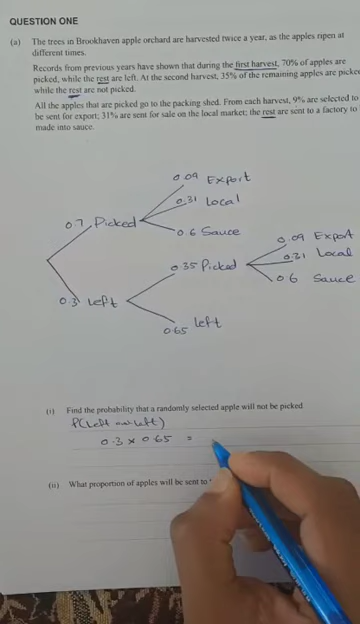 QUESTION ONE
(a) The trees in Brookhaven apple orchard are harvested twice a year, as the apples ripen at
different times.
Records from previous years have shown that during the first harvest, 70% of apples are
picked, while the rest are left. At the second harvest, 35% of the remaining apples are picked
while the rest are not picked.
All the apples that are picked go to the packing shed. From each harvest, 9% are selected to
be sent for export; 31% are sent for sale on the local market; the rest are sent to a factory to
made into sauce.
0.09 Export
0.31 Local
0.7 Picked
0.6 Sauce
0.09 Export
0.35 Picked
0.31 Local
0.6 Sauce
0.3 Left
0.65 left
(i) Find the probability that a randomly selected apple will not be picked
P(Left and left)
0.3 × 0.65 =
(ii) What proportion of apples will be sent to